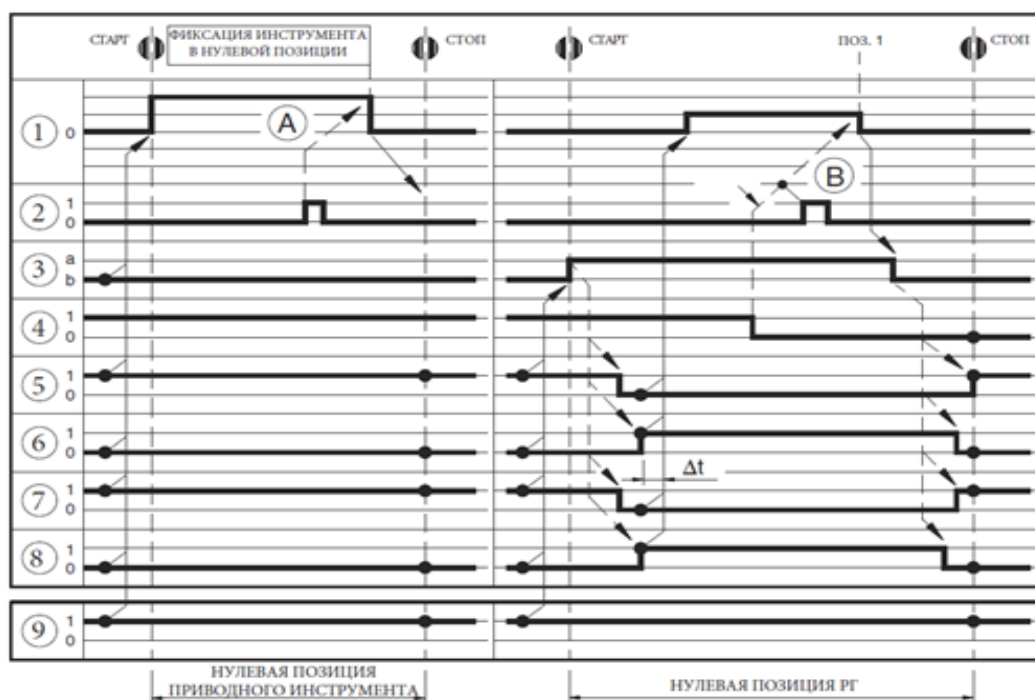 СТАРТ
ФИКСАЦИЯ ИНСТРУМЕНТА
В НУЛЕВОЙ ПОЗИЦИИ
СТОП
СТАРТ
ПОЗ. 1
СТОП
1 0
A
B
2 1
0
3 a
b
4 1
0
5 1
0
6 1
0
Δt
7 1
0
8 1
0
9 1
0
НУЛЕВАЯ ПОЗИЦИЯ
ПРИВОДНОГО ИНСТРУМЕНТА
НУЛЕВАЯ ПОЗИЦИЯ РГ